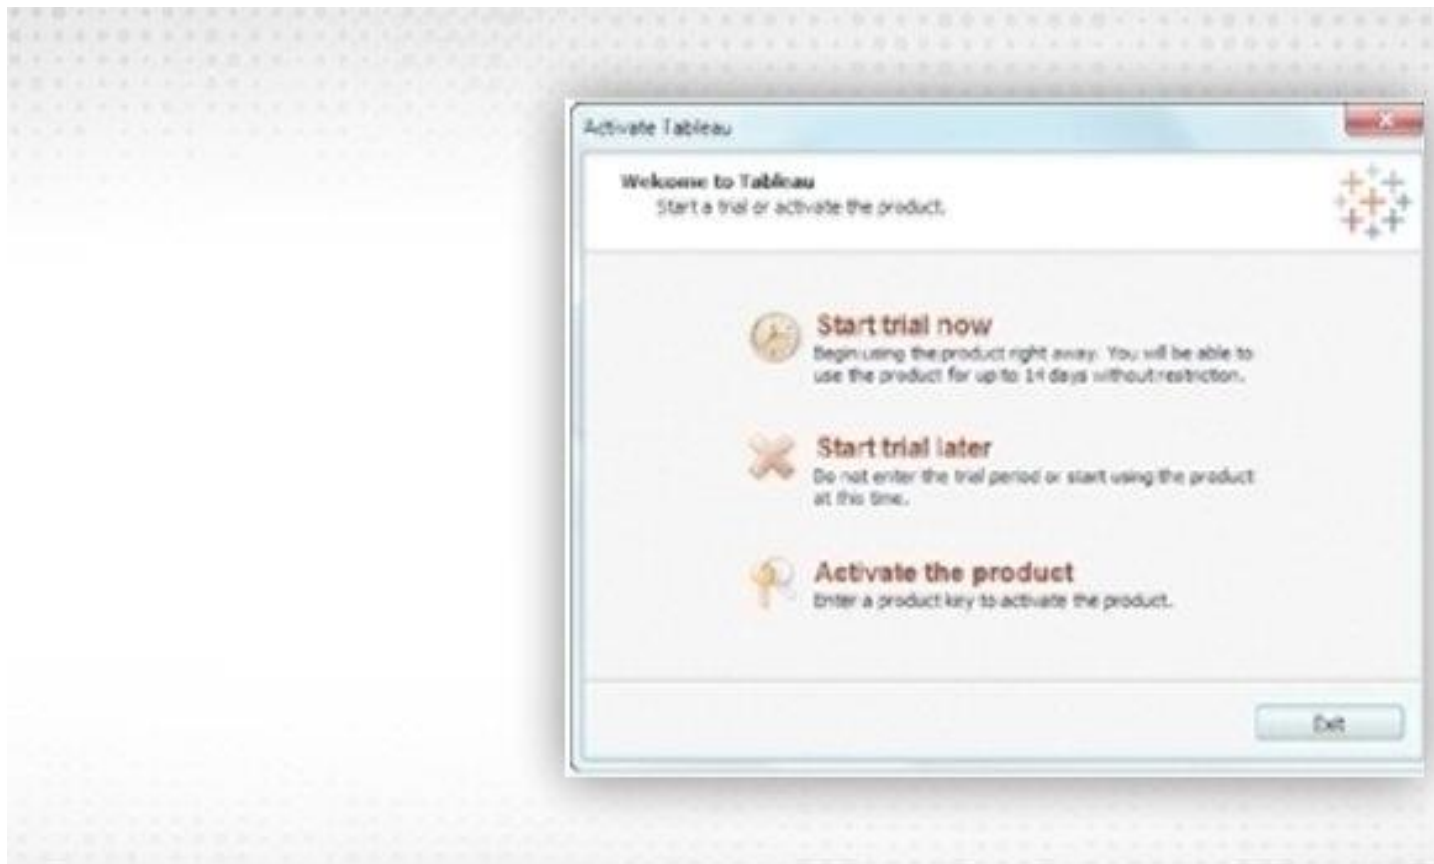 Activate Tableau
Welcome to Tableau
Start a trial or activate the product.
Start trial now
Begin using the product right away. You will be able to
use the product for up to 14 days without restriction.
Start trial later
Do not enter the trial period or start using the product
at this time.
Activate the product
Enter a product key to activate the product.
Exit